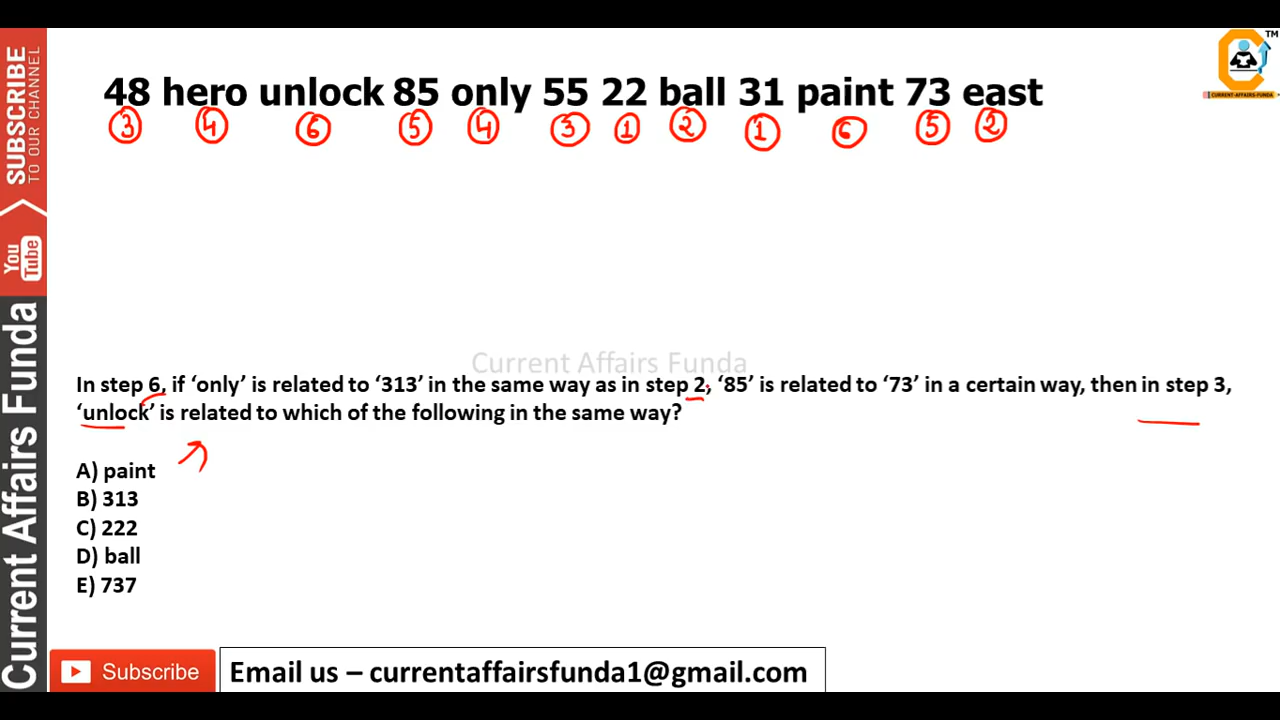 SUBSCRIBE
TO OUR CHANNEL
You
Tube
Current Affairs Funda
TM
CURRENT-AFFAIRS-FUNDA
48 hero unlock 85 only 55 22 ball 31 paint 73 east
3 4 6 5 4 3 1 2 1 6 5 2
Current Affairs Funda
In step 6, if ‘only’ is related to ‘313’ in the same way as in step 2, ‘85’ is related to ‘73’ in a certain way, then in step 3,
‘unlock’ is related to which of the following in the same way?
A) paint
B) 313
C) 222
D) ball
E) 737
Subscribe
Email us – currentaffairsfunda1@gmail.com